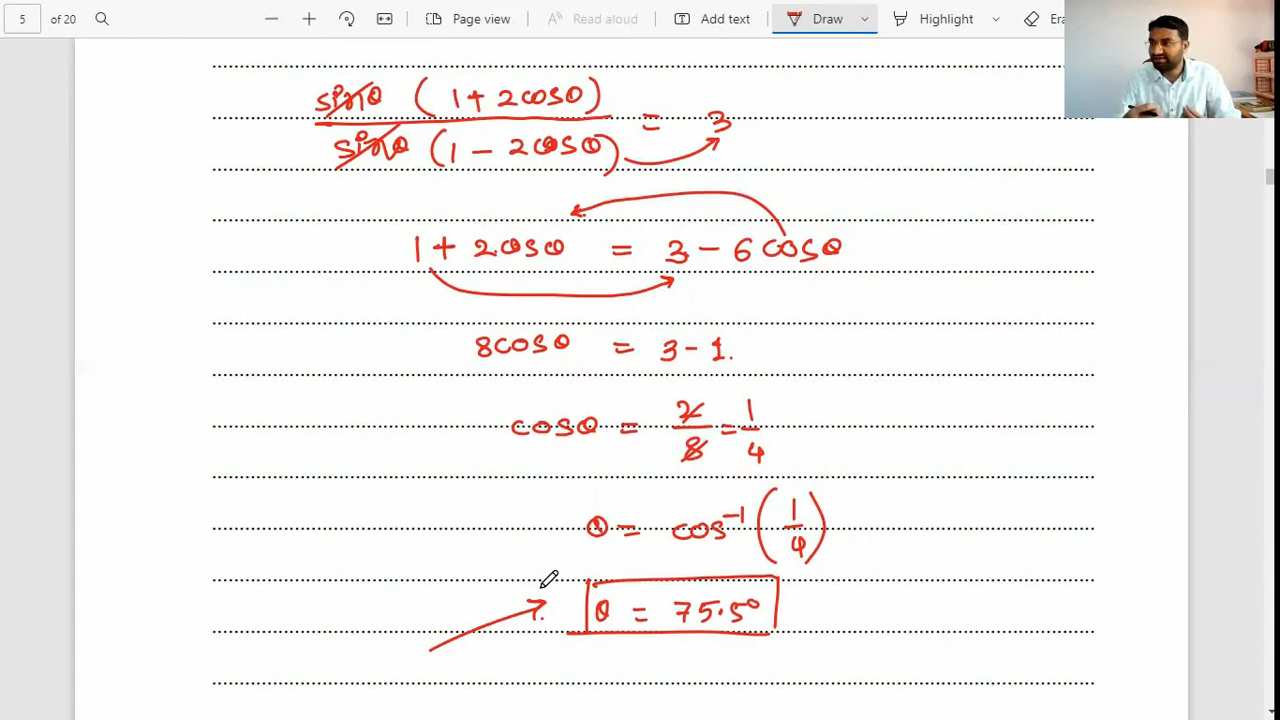 5 of 20 Page view Read aloud Add text Draw Highlight Era
sinθ (1 + 2cosθ)
sinθ (1 - 2cosθ) = 3
1 + 2cosθ = 3 - 6cosθ
8cosθ = 3 - 1.
cosθ = 2/8 = 1/4
θ = cos⁻¹ (1/4)
θ = 75.5°